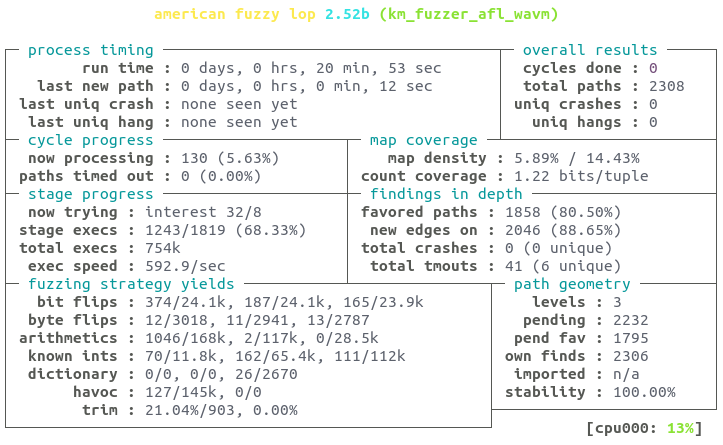 american fuzzy lop 2.52b (km_fuzzer_afl_wavm)
process timing
run time : 0 days, 0 hrs, 20 min, 53 sec
last new path : 0 days, 0 hrs, 0 min, 12 sec
last uniq crash : none seen yet
last uniq hang : none seen yet
overall results
cycles done : 0
total paths : 2308
uniq crashes : 0
uniq hangs : 0
cycle progress
now processing : 130 (5.63%)
paths timed out : 0 (0.00%)
map coverage
map density : 5.89% / 14.43%
count coverage : 1.22 bits/tuple
stage progress
now trying : interest 32/8
stage execs : 1243/1819 (68.33%)
total execs : 754k
exec speed : 592.9/sec
findings in depth
favored paths : 1858 (80.50%)
new edges on : 2046 (88.65%)
total crashes : 0 (0 unique)
total tmouts : 41 (6 unique)
fuzzing strategy yields
bit flips : 374/24.1k, 187/24.1k, 165/23.9k
byte flips : 12/3018, 11/2941, 13/2787
arithmetics : 1046/168k, 2/117k, 0/28.5k
known ints : 70/11.8k, 162/65.4k, 111/112k
dictionary : 0/0, 0/0, 26/2670
havoc : 127/145k, 0/0
trim : 21.04%/903, 0.00%
path geometry
levels : 3
pending : 2232
pend fav : 1795
own finds : 2306
imported : n/a
stability : 100.00%
[cpu000: 13%]